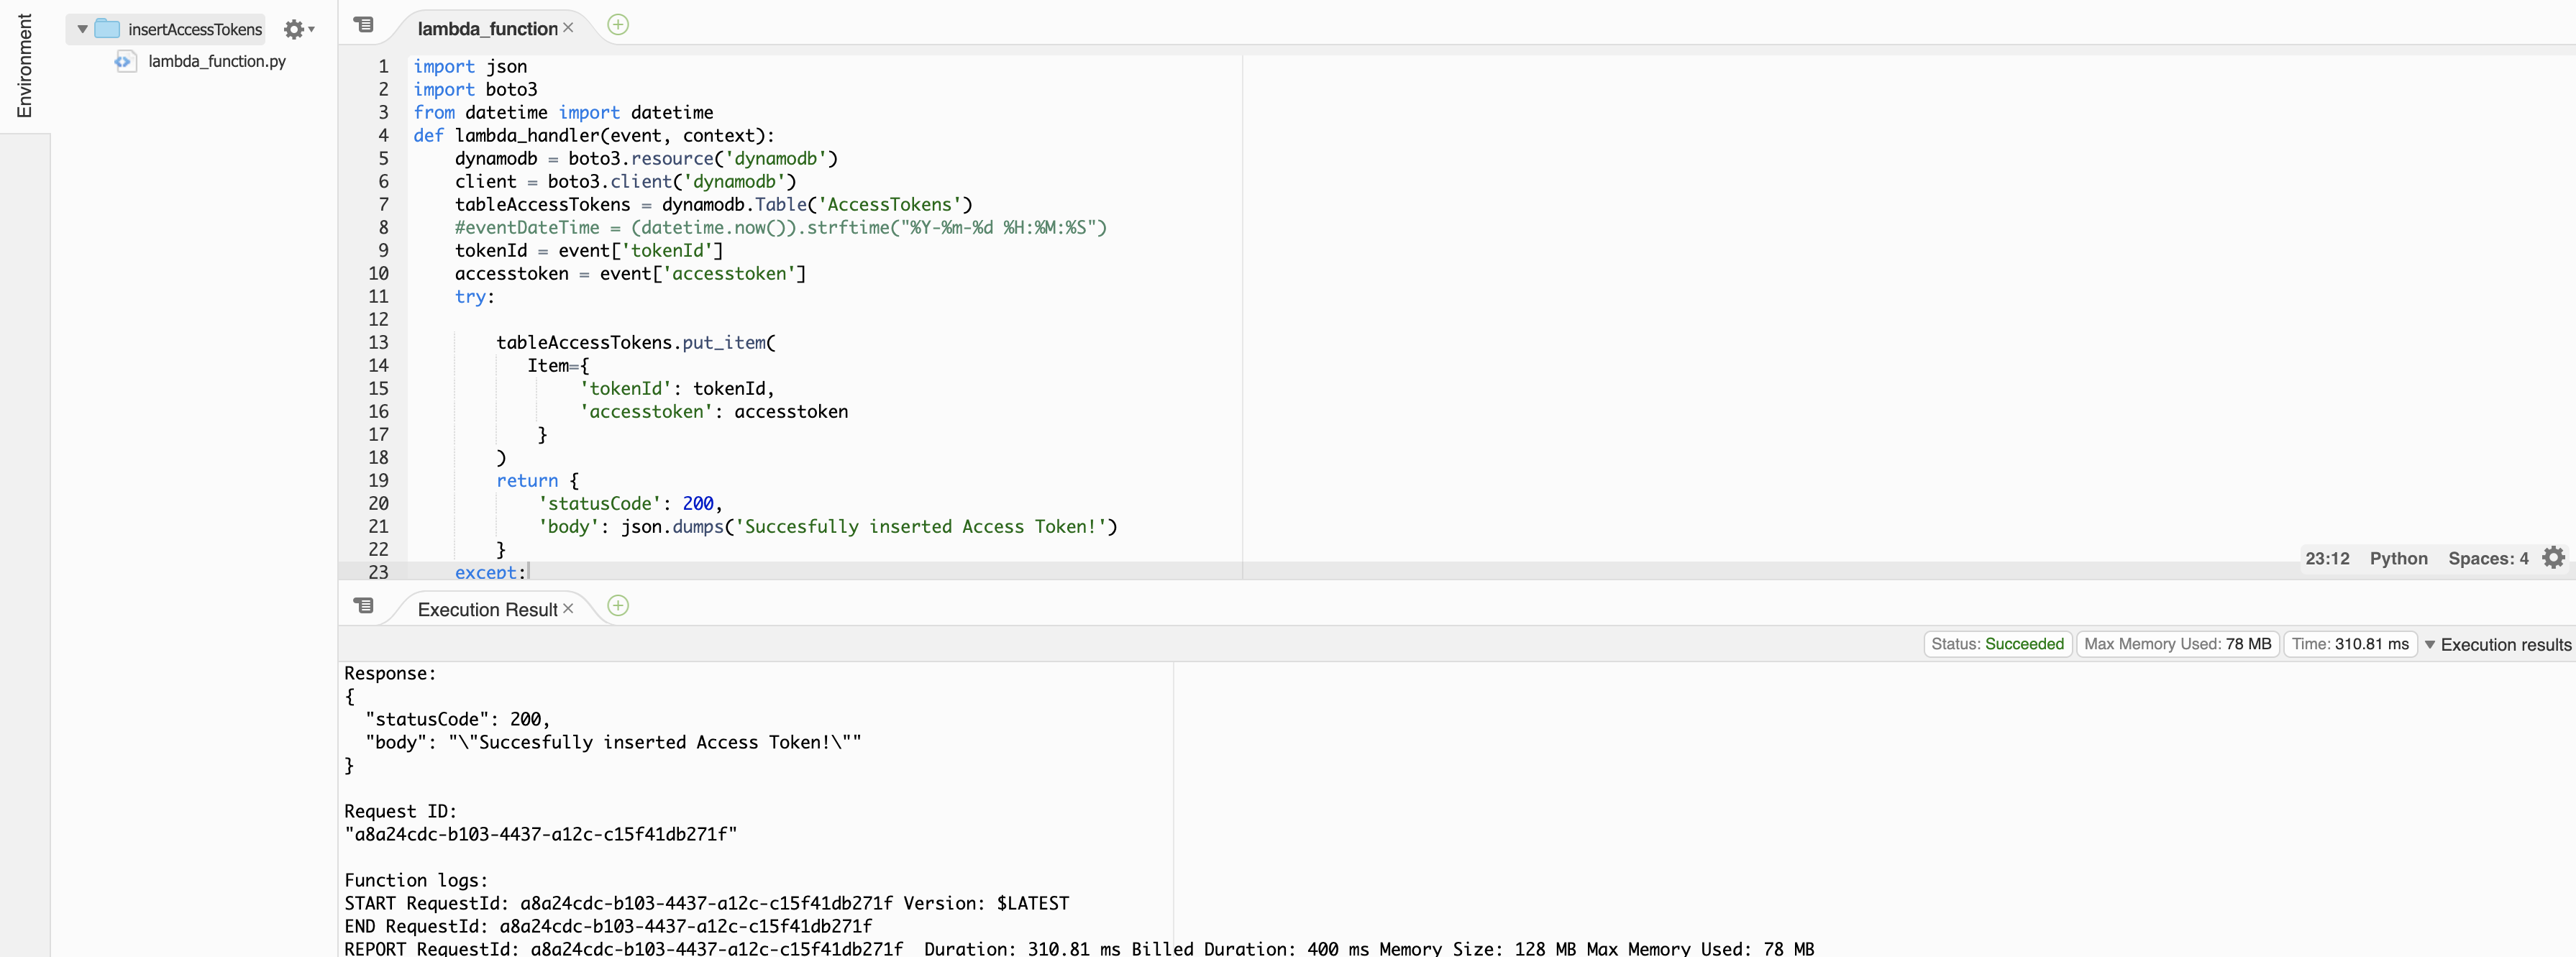 Environment
insertAccessTokens
lambda_function.py
lambda_function
1 import json
2 import boto3
3 from datetime import datetime
4 def lambda_handler(event, context):
5     dynamodb = boto3.resource('dynamodb')
6     client = boto3.client('dynamodb')
7     tableAccessTokens = dynamodb.Table('AccessTokens')
8     #eventDateTime = (datetime.now()).strftime("%Y-%m-%d %H:%M:%S")
9     tokenId = event['tokenId']
10     accesstoken = event['accesstoken']
11     try:
12
13         tableAccessTokens.put_item(
14            Item={
15                 'tokenId': tokenId,
16                 'accesstoken': accesstoken
17             }
18         )
19         return {
20             'statusCode': 200,
21             'body': json.dumps('Succesfully inserted Access Token!')
22         }
23     except:
23:12 Python Spaces: 4
Execution Result
Status: Succeeded Max Memory Used: 78 MB Time: 310.81 ms Execution results
Response:
{
  "statusCode": 200,
  "body": "\"Succesfully inserted Access Token!\""
}
Request ID:
"a8a24cdc-b103-4437-a12c-c15f41db271f"
Function logs:
START RequestId: a8a24cdc-b103-4437-a12c-c15f41db271f Version: $LATEST
END RequestId: a8a24cdc-b103-4437-a12c-c15f41db271f
REPORT RequestId: a8a24cdc-b103-4437-a12c-c15f41db271f  Duration: 310.81 ms Billed Duration: 400 ms Memory Size: 128 MB Max Memory Used: 78 MB